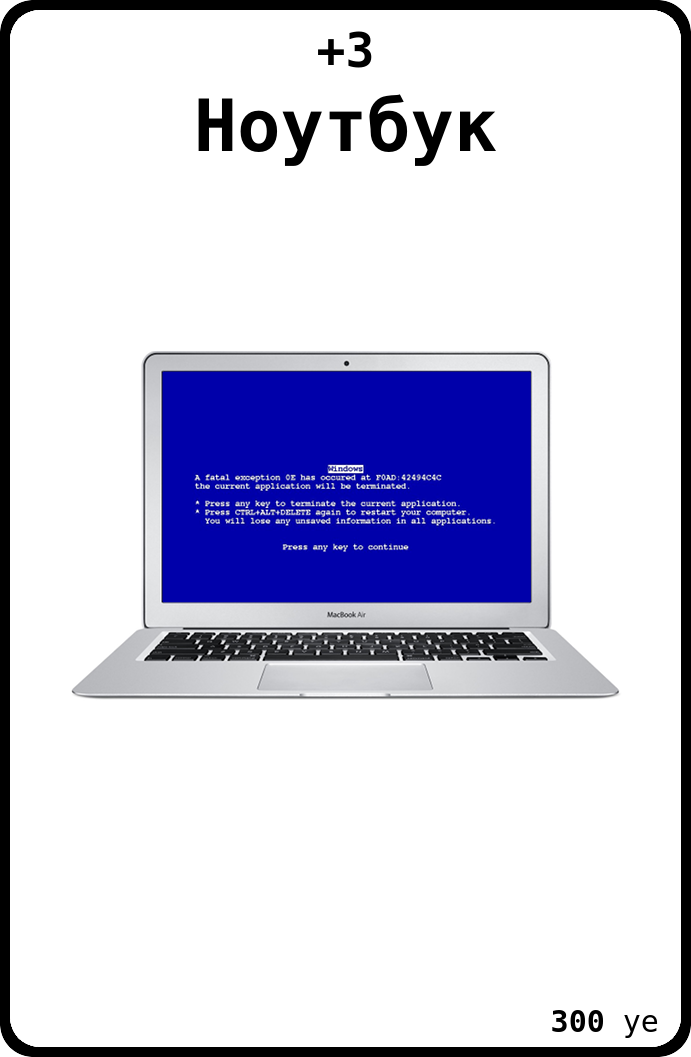 +3
Ноутбук
Windows
A fatal exception 0E has occured at F0AD:42494C4C
the current application will be terminated.
* Press any key to terminate the current application.
* Press CTRL+ALT+DELETE again to restart your computer.
You will lose any unsaved information in all applications.
Press any key to continue
MacBook Air
300 уе